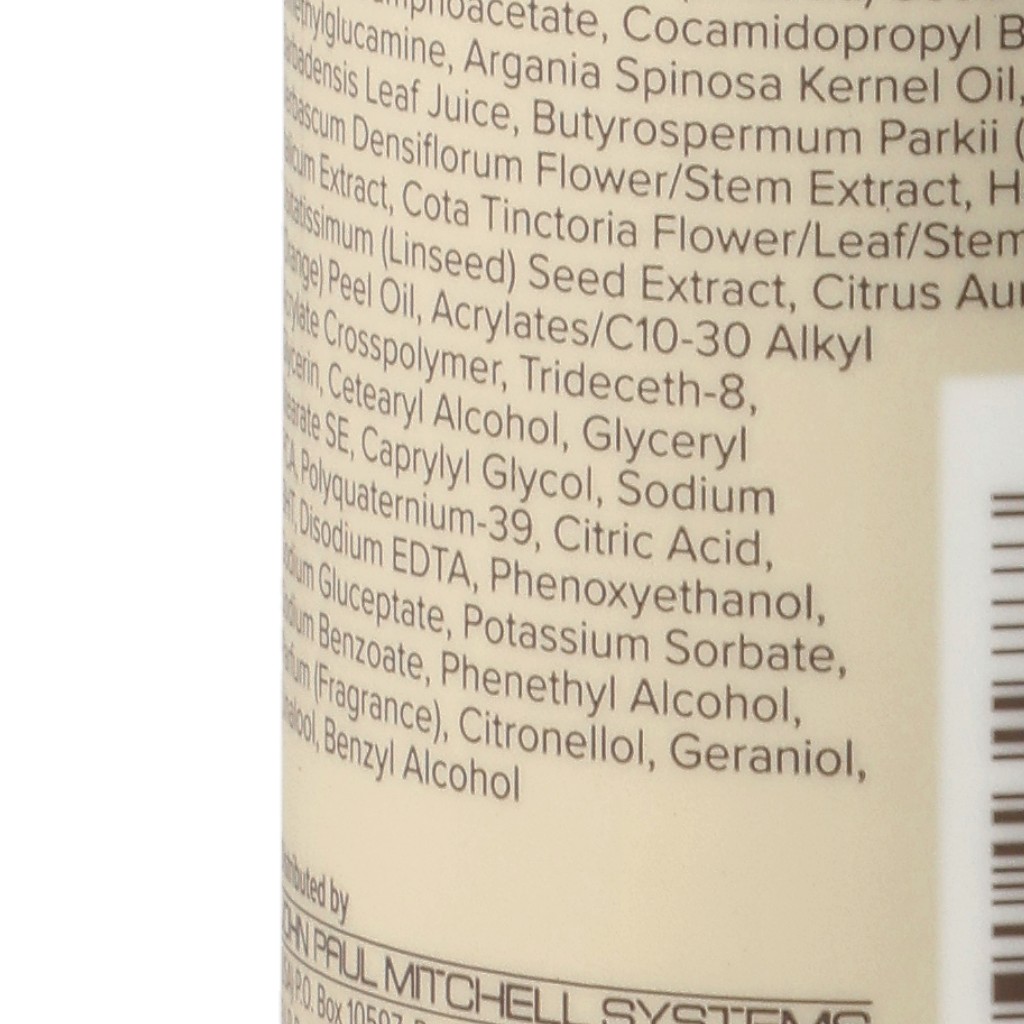 Cocamidopropyl
Argania Spinosa Kernel Oil,
Leaf Juice, Butyrospermum Parkii (
Densiflorum Flower/Stem Extract,
Extract, Cota Tinctoria Flower/Leaf/Stem
(Linseed) Seed Extract, Citrus
Peel Oil, Acrylates/C10-30 Alkyl
Crosspolymer, Trideceth-8,
Cetearyl Alcohol, Glyceryl
SE, Caprylyl Glycol, Sodium
Polyquaternium-39, Citric Acid,
Disodium EDTA, Phenoxyethanol,
Gluceptate, Potassium Sorbate,
Benzoate, Phenethyl Alcohol,
(Fragrance), Citronellol, Geraniol,
Benzyl Alcohol
by
PAUL MITCHELL SYSTEMS
P.O. Box